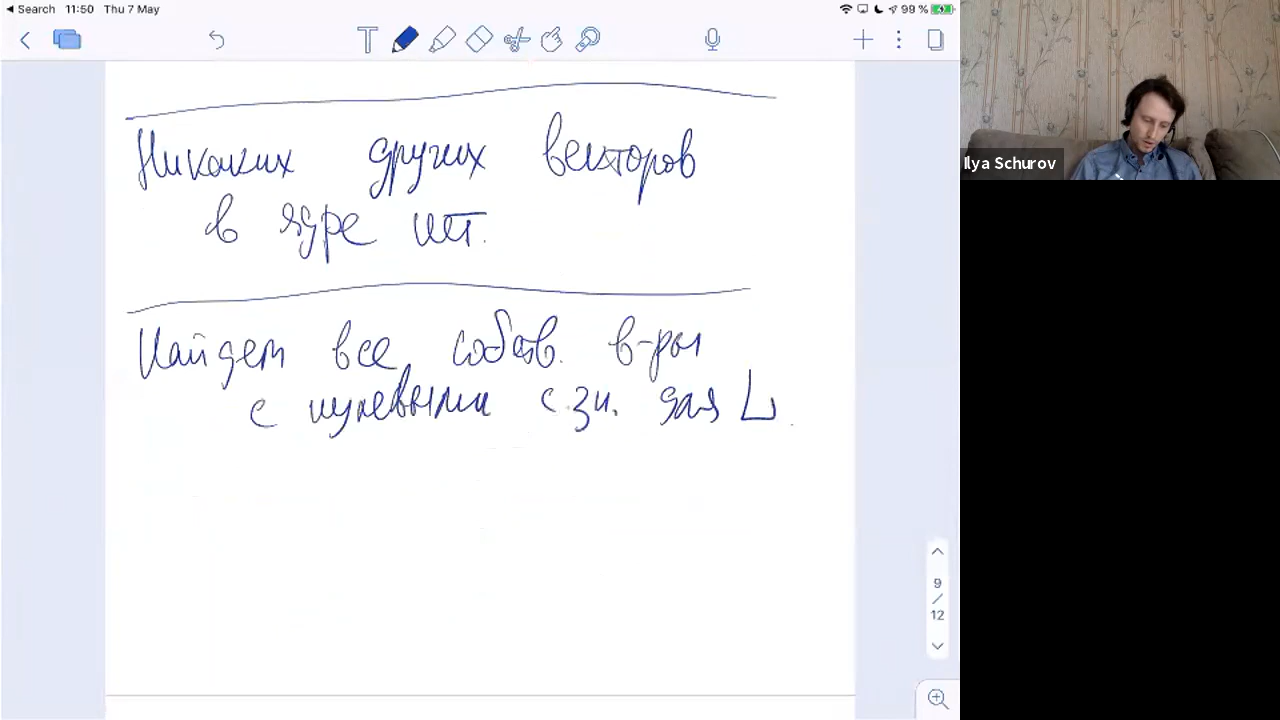 Search 11:50 Thu 7 May 99 %
Никаких других векторов
в ядре нет.
Найдем все собств. в-ры
с нулевыми с.зн. для L.
9
/
12
Ilya Schurov